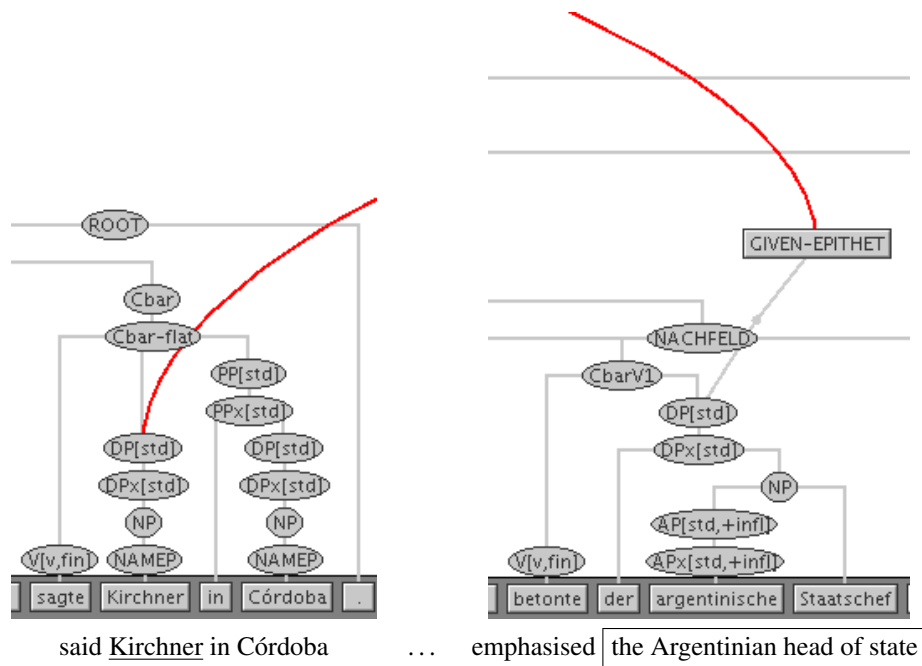 ROOT
GIVEN-EPITHET
Cbar
Cbar-flat
NACHFELD
PP[std]
CbarV1
PPx[std]
DP[std]
DP[std]
DP[std]
DPx[std]
DPx[std]
DPx[std]
NP
NP
NP
AP[std,+infl]
V[v,fin]
NAMEP
NAMEP
V[v,fin]
APx[std,+infl]
sagte Kirchner in Córdoba . betonte der argentinische Staatschef
said Kirchner in Córdoba ... emphasised the Argentinian head of state